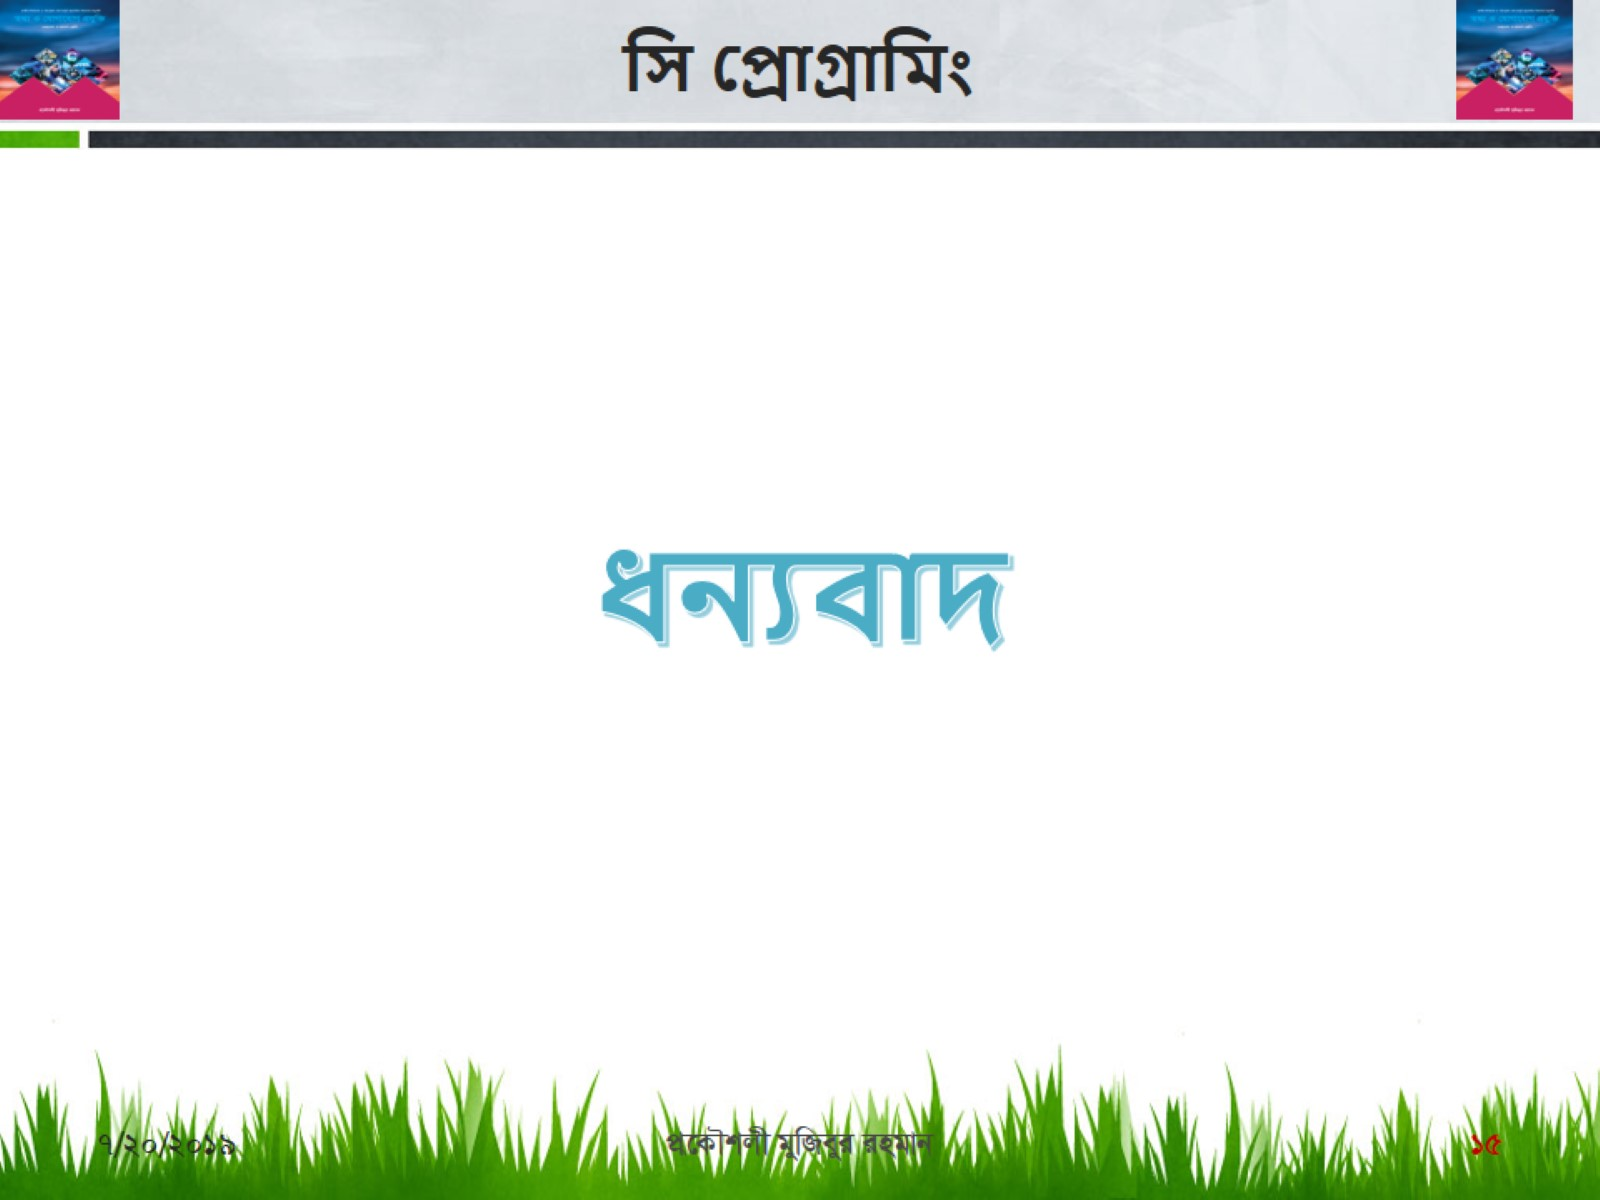 সি প্রোগ্রামিং
ধন্যবাদ
৭/২০/২০১৯
প্রকৌশলী মুজিবুর রহমান
১৫